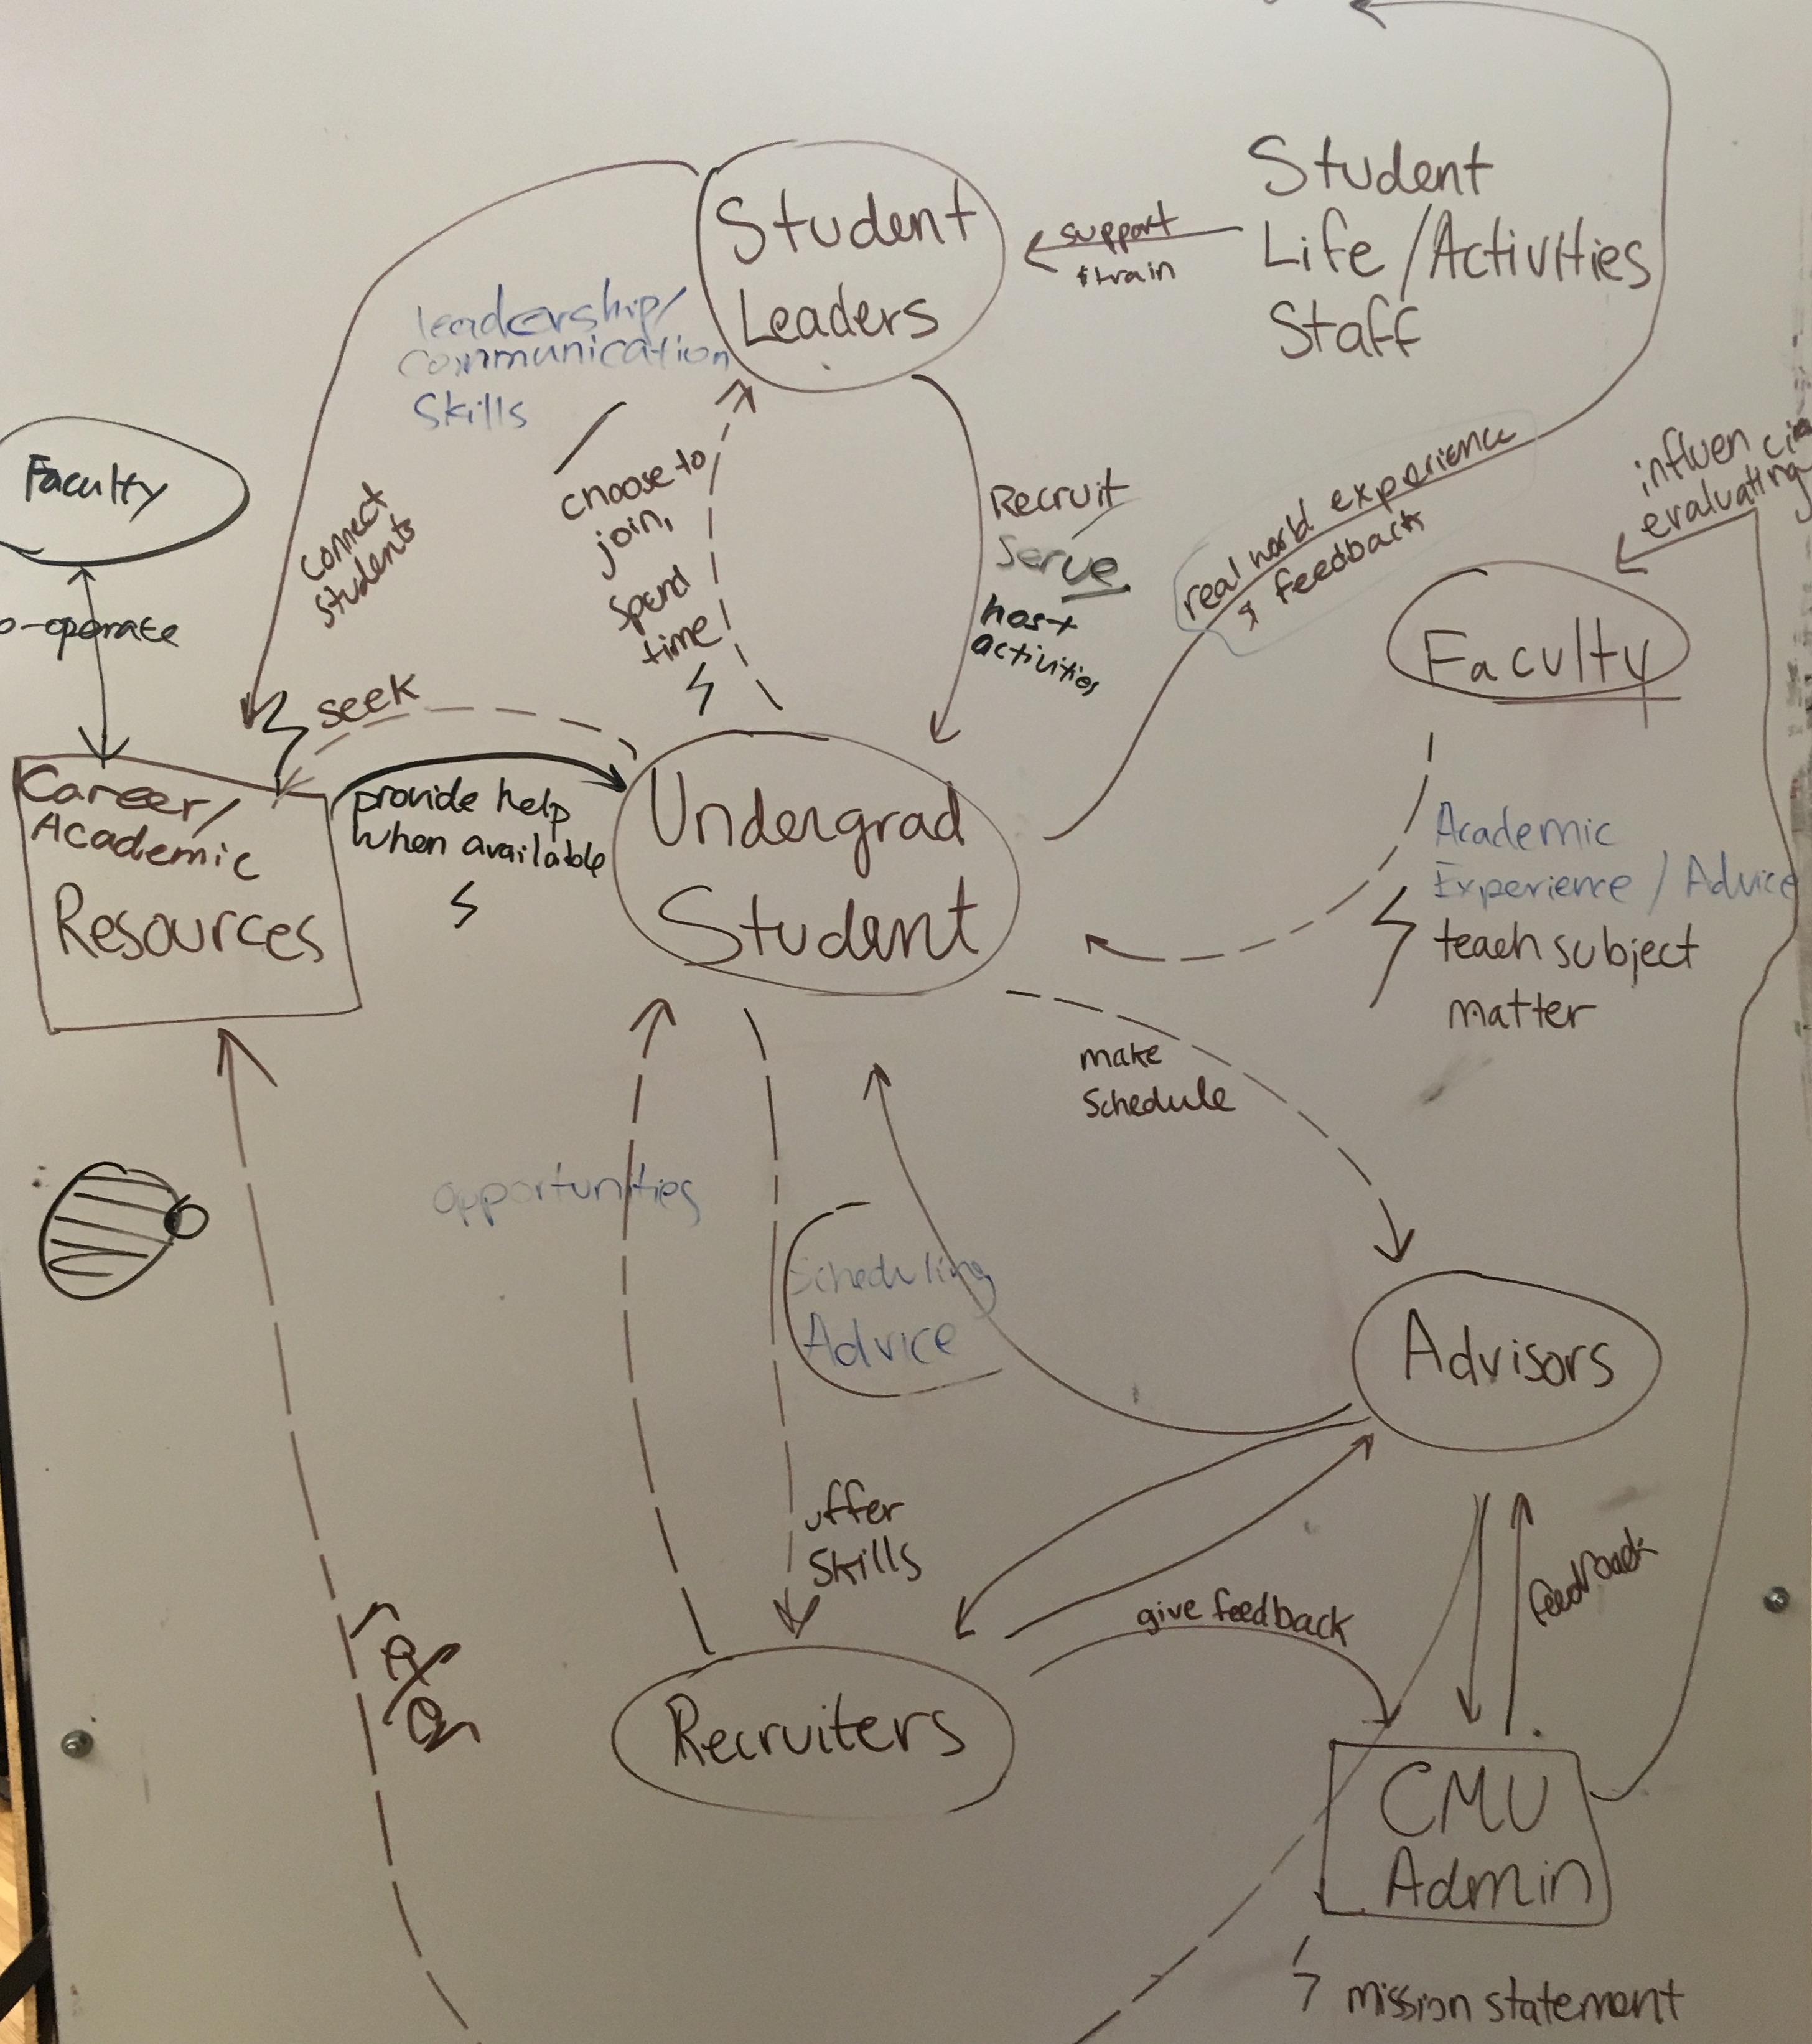 Student
Leaders
support
& train
Student
Life / Activities
Staff
leadership/
communication
skills
Faculty
connect
students
choose to
join,
spend
time
Recruit
Serve
host
activities
real world experience
& feedback
evaluating
Faculty
seek
Career/
Academic
Resources
provide help
when available
Undergrad
Student
Academic
Experience / Advice
teach subject
matter
make
schedule
opportunities
Scheduling
Advice
Advisors
offer
skills
give feedback
feedback
refer
Recruiters
CMU
Admin
mission statement